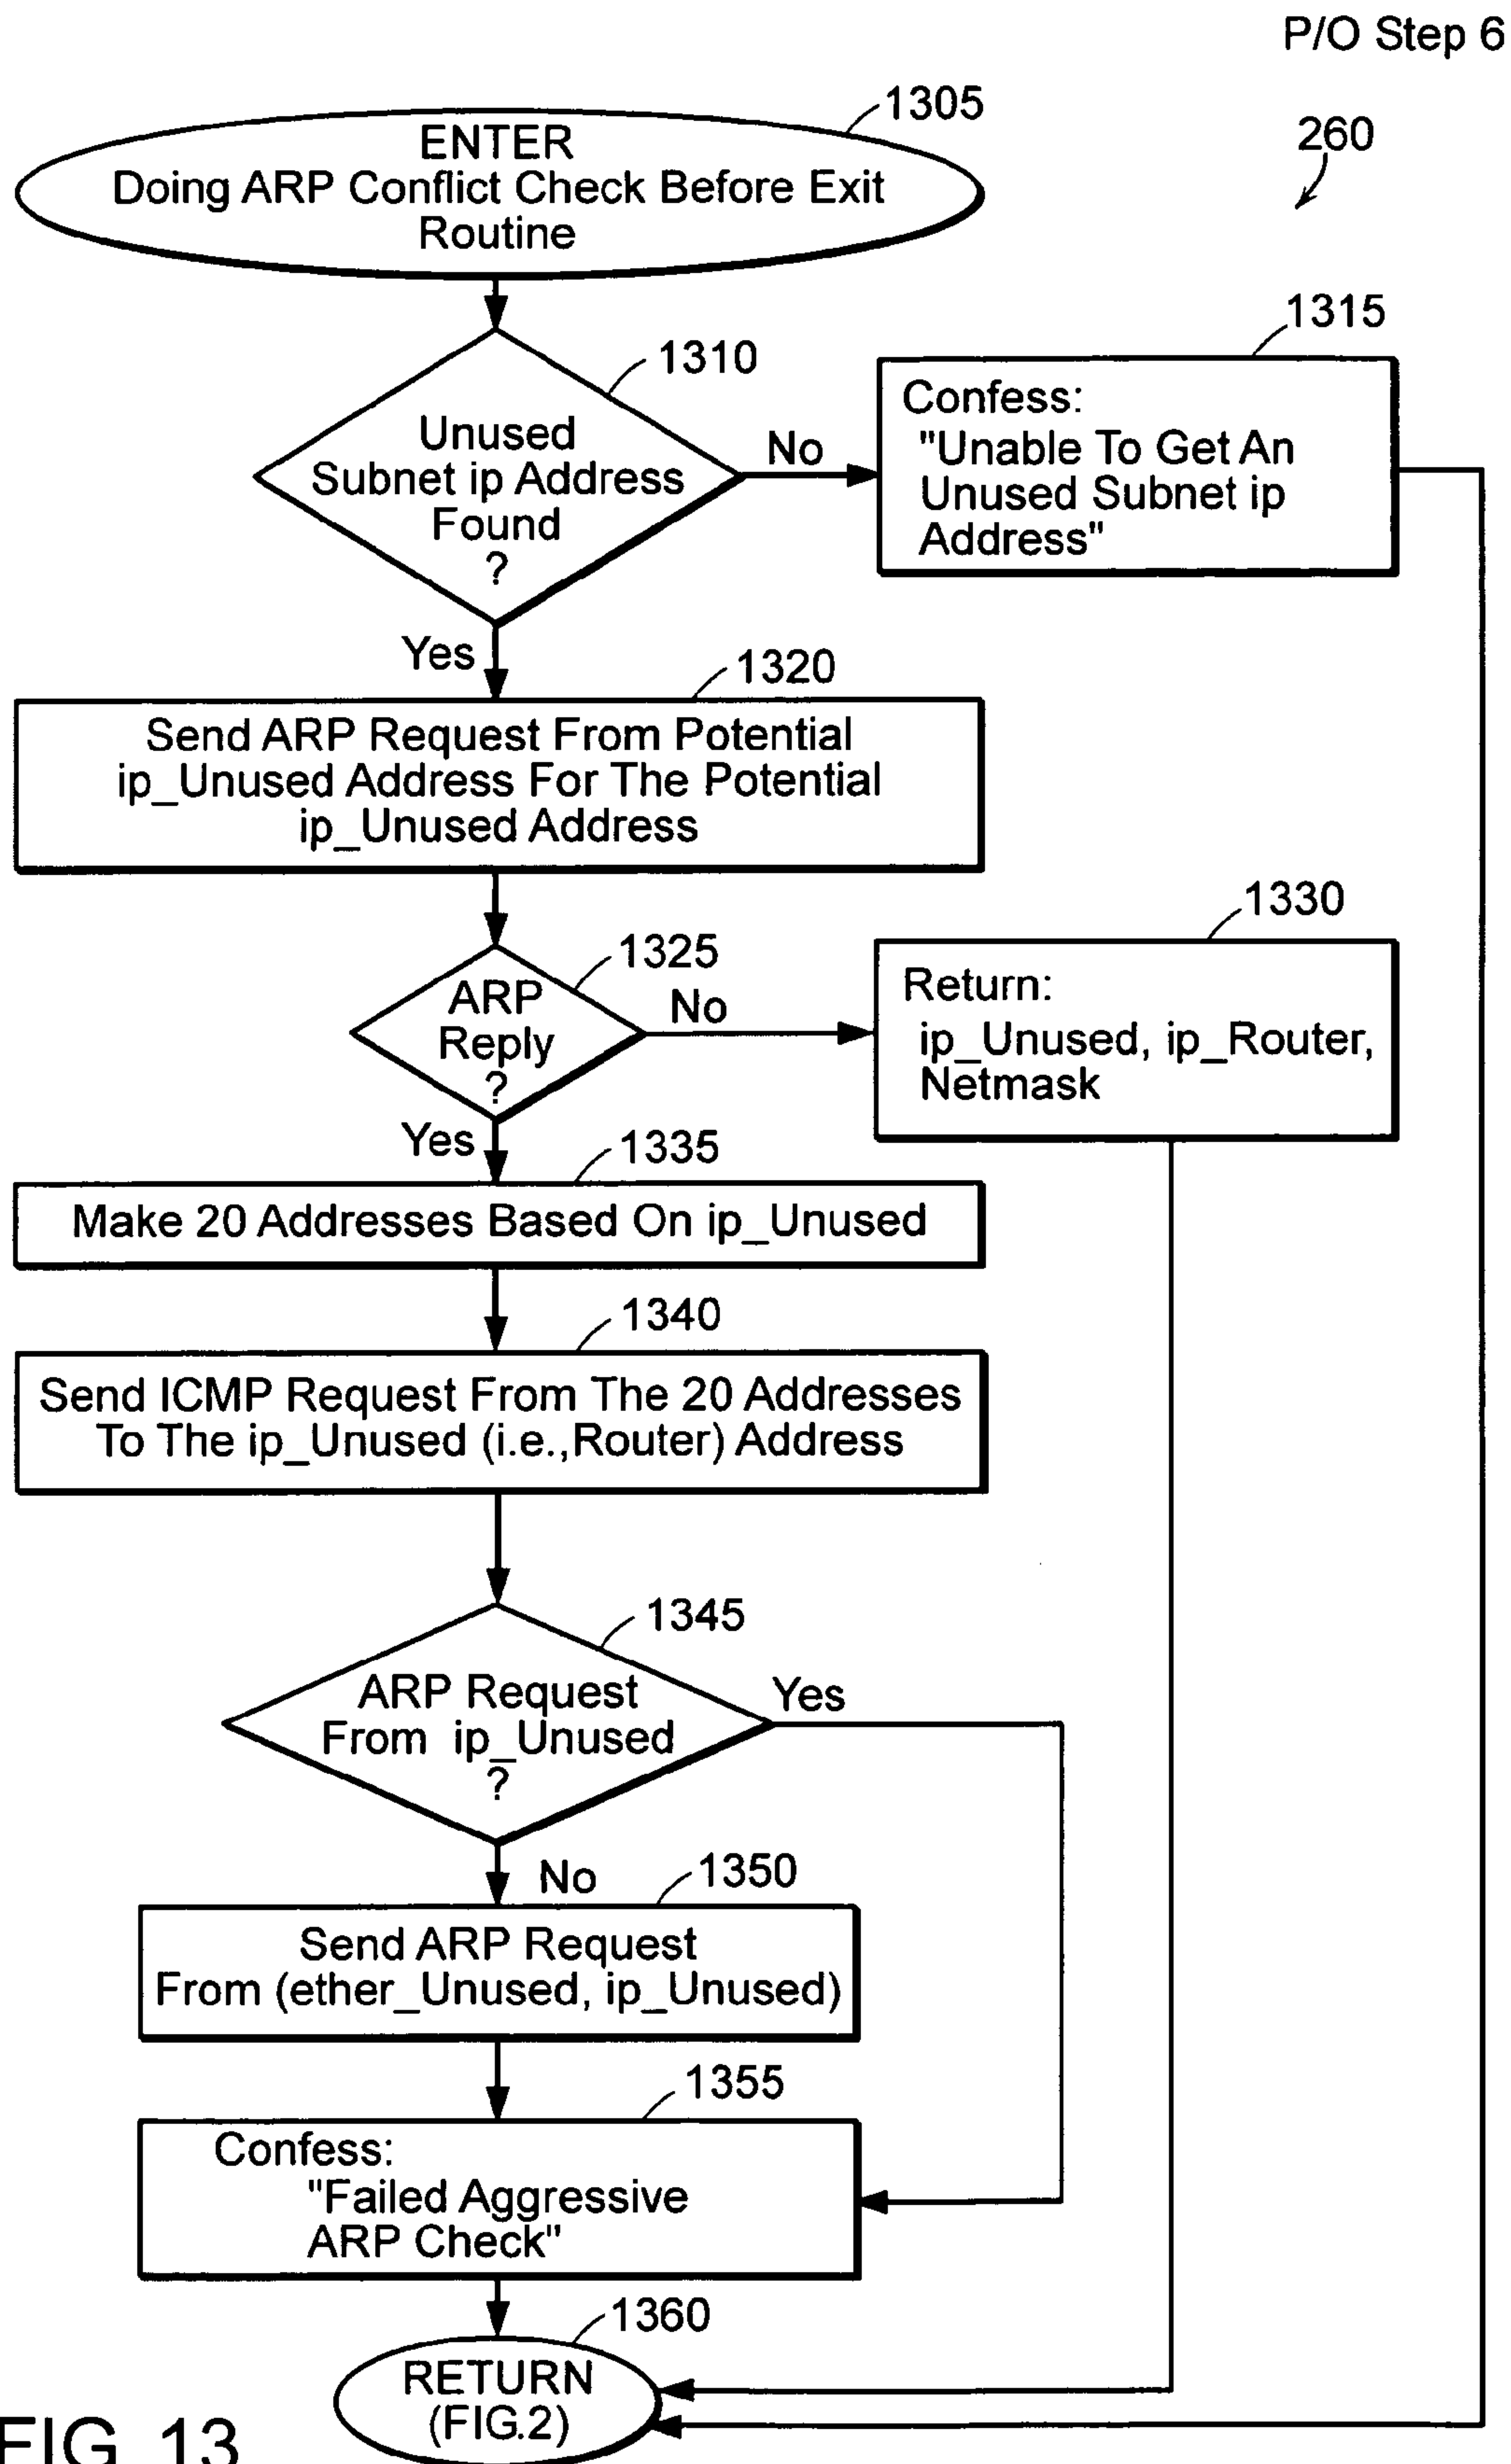 P/O Step 6
260
1305
ENTER
Doing ARP Conflict Check Before Exit
Routine
1310
Unused
Subnet ip Address
Found
?
No
1315
Confess:
"Unable To Get An
Unused Subnet ip
Address"
Yes
1320
Send ARP Request From Potential
ip_Unused Address For The Potential
ip_Unused Address
1325
ARP
Reply
?
No
1330
Return:
ip_Unused, ip_Router,
Netmask
Yes
1335
Make 20 Addresses Based On ip_Unused
1340
Send ICMP Request From The 20 Addresses
To The ip_Unused (i.e.,Router) Address
1345
ARP Request
From ip_Unused
?
Yes
No
1350
Send ARP Request
From (ether_Unused, ip_Unused)
1355
Confess:
"Failed Aggressive
ARP Check"
1360
RETURN
(FIG.2)
FIG. 13